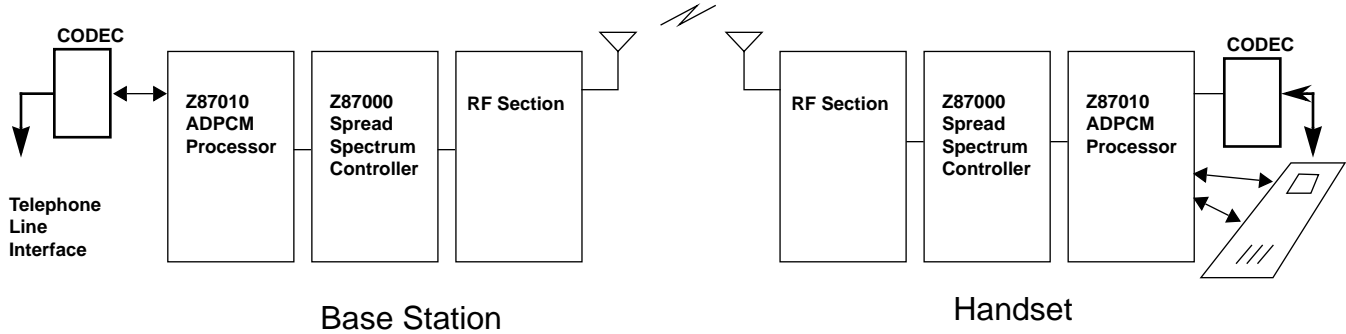 CODEC
Z87010
ADPCM
Processor
Z87000
Spread
Spectrum
Controller
RF Section
Telephone
Line
Interface
Base Station
RF Section
Z87000
Spread
Spectrum
Controller
Z87010
ADPCM
Processor
CODEC
Handset